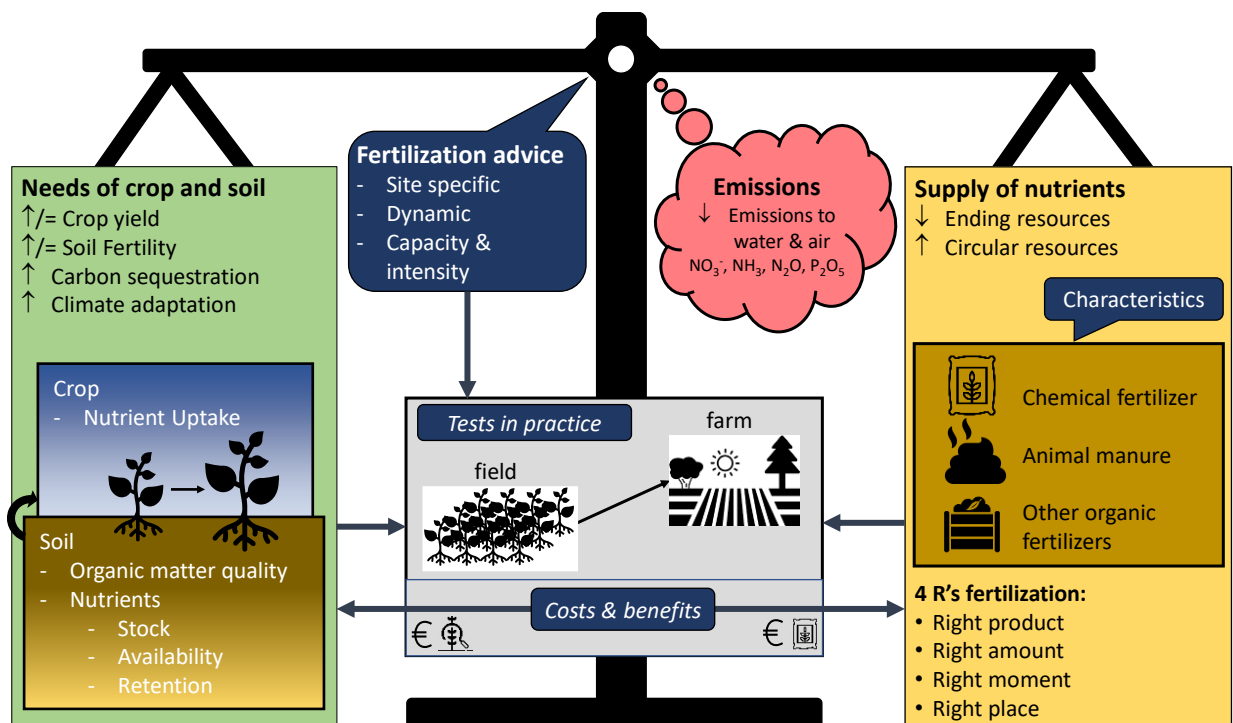 Needs of crop and soil
↑/= Crop yield
↑/= Soil Fertility
↑ Carbon sequestration
↑ Climate adaptation
Crop
- Nutrient Uptake
Soil
- Organic matter quality
- Nutrients
- Stock
- Availability
- Retention
Fertilization advice
- Site specific
- Dynamic
- Capacity &
intensity
Emissions
↓ Emissions to
water & air
NO₃⁻, NH₃, N₂O, P₂O₅
Tests in practice
field
farm
Costs & benefits
€
€
Supply of nutrients
↓ Ending resources
↑ Circular resources
Characteristics
Chemical fertilizer
Animal manure
Other organic
fertilizers
4 R's fertilization:
• Right product
• Right amount
• Right moment
• Right place